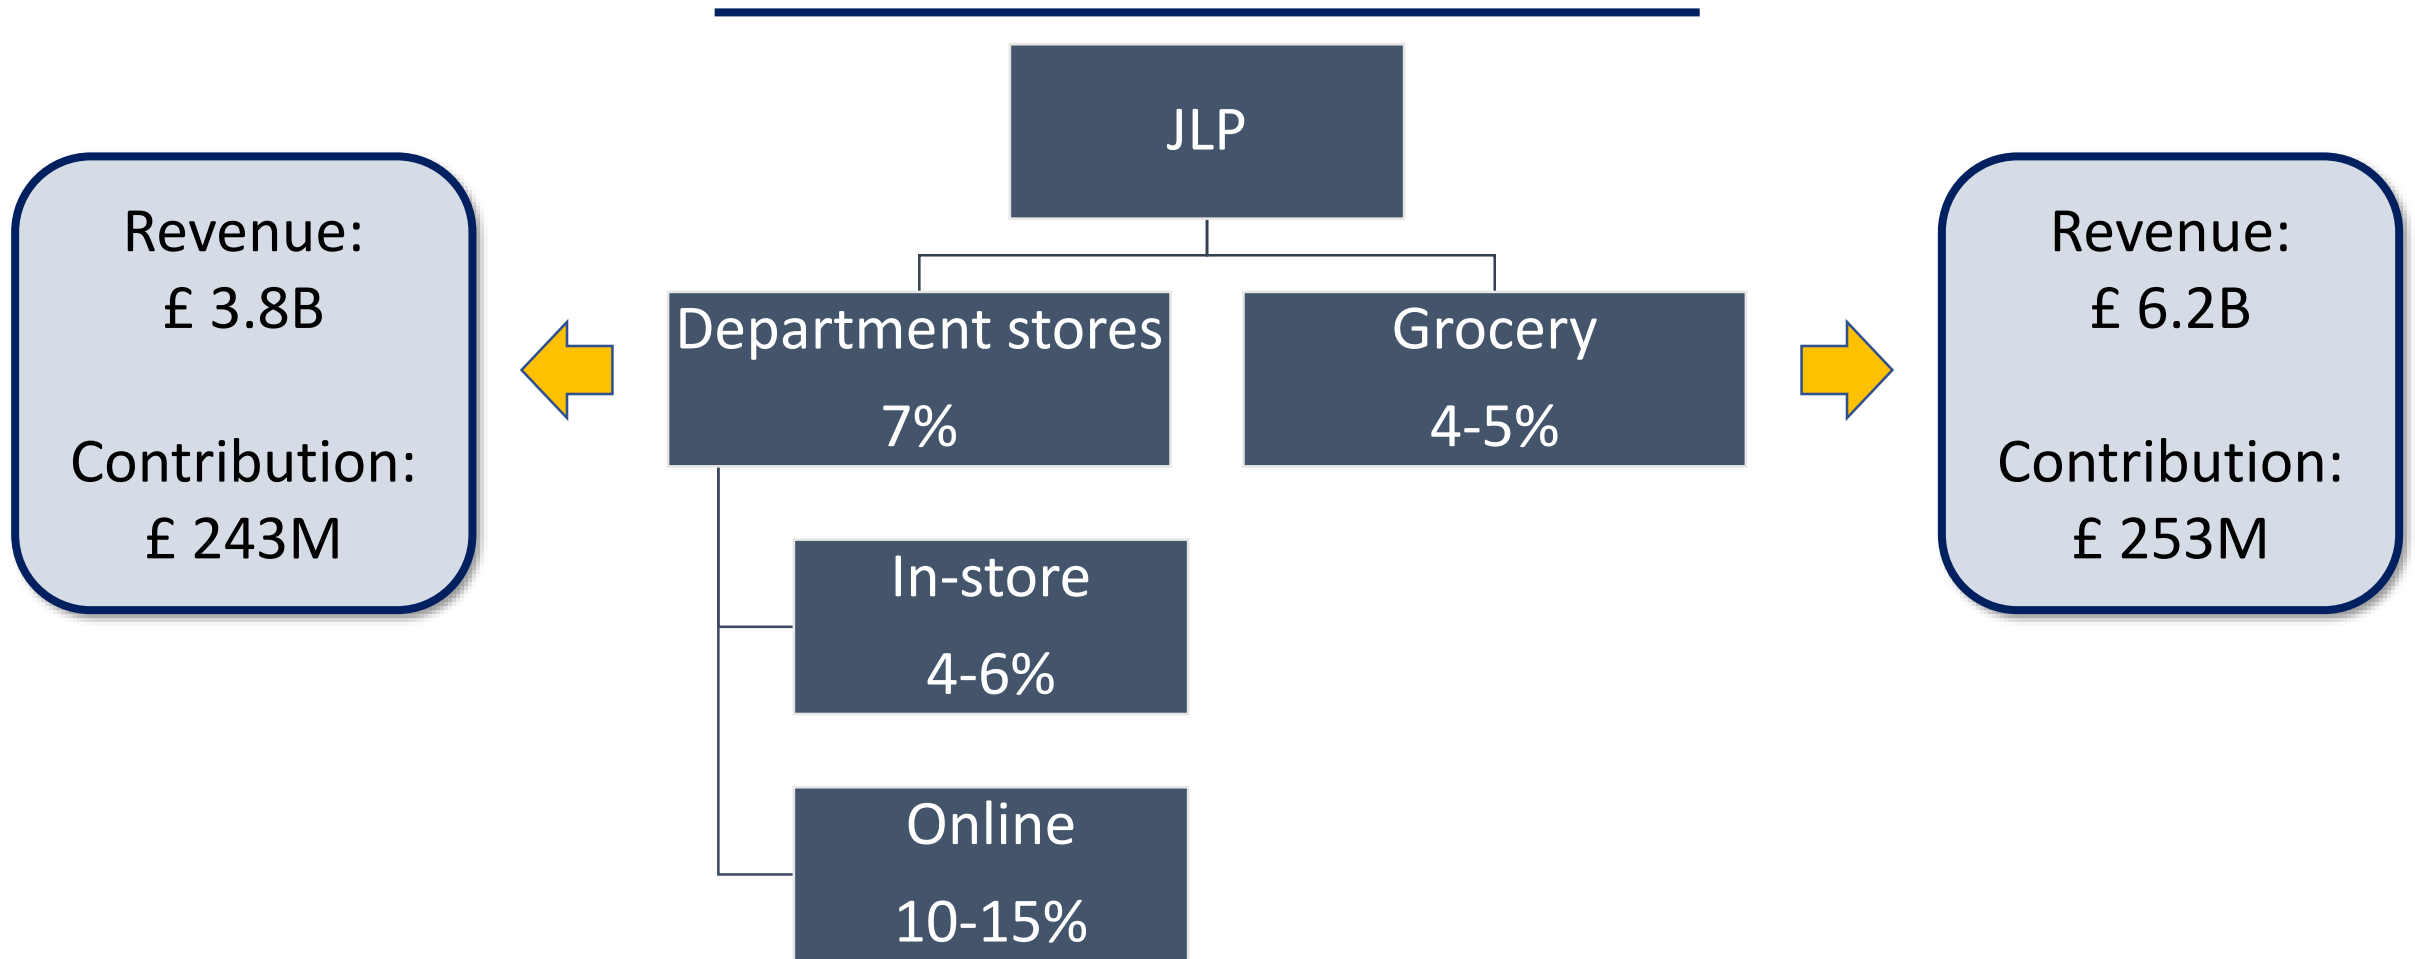 JLP
Revenue:
£ 3.8B
Contribution:
£ 243M
Department stores
7%
Grocery
4-5%
Revenue:
£ 6.2B
Contribution:
£ 253M
In-store
4-6%
Online
10-15%